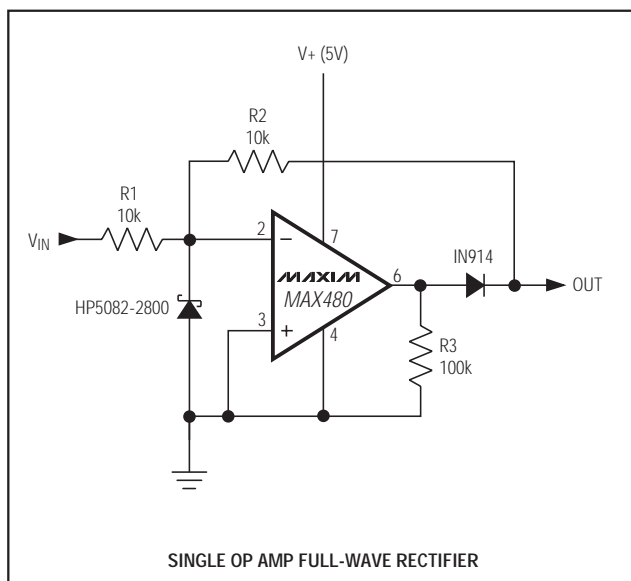 V+ (5V)
R2
10k
R1
10k
VIN
2
7
IN914
MAXIM
MAX480
6
OUT
HP5082-2800
3
4
R3
100k
SINGLE OP AMP FULL-WAVE RECTIFIER